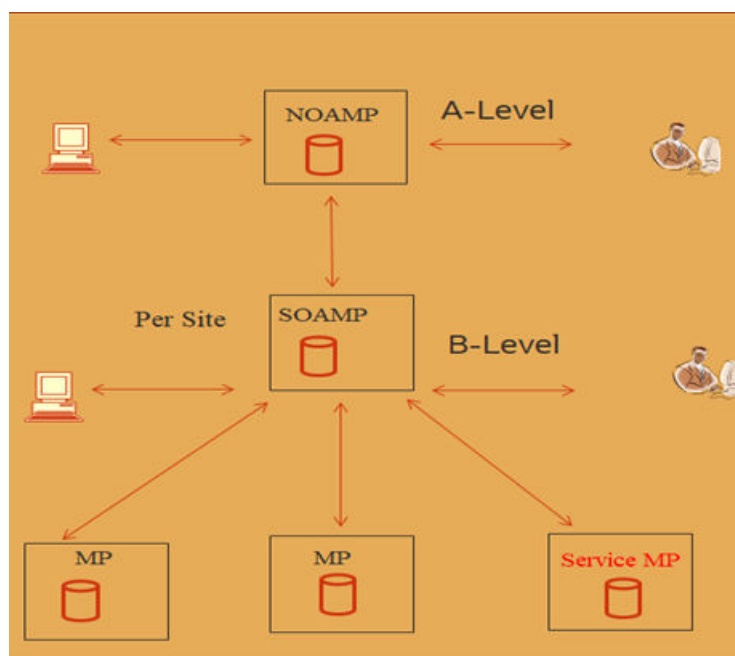 NOAMP
A-Level
Per Site
SOAMP
B-Level
MP
MP
Service MP